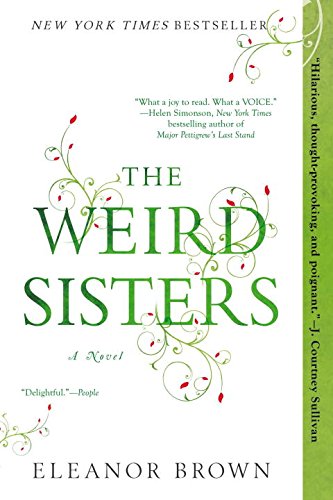 NEW YORK TIMES BESTSELLER
"What a joy to read. What a VOICE."
—Helen Simonson, New York Times
bestselling author of
Major Pettigrew's Last Stand
THE
WEIRD
SISTERS
A Novel
"Delightful."—People
ELEANOR BROWN
"Hilarious, thought-provoking, and poignant."—J. Courtney Sullivan